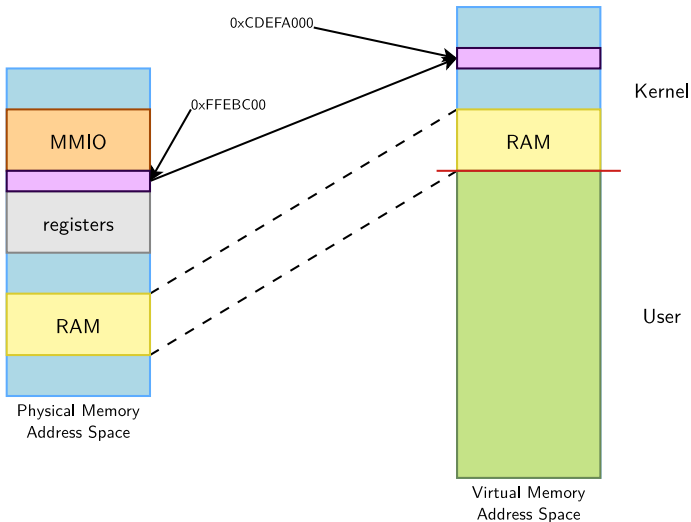 0xCDEFA000
Kernel
0xFFEBC00
MMIO
RAM
registers
User
RAM
Physical Memory
Address Space
Virtual Memory
Address Space